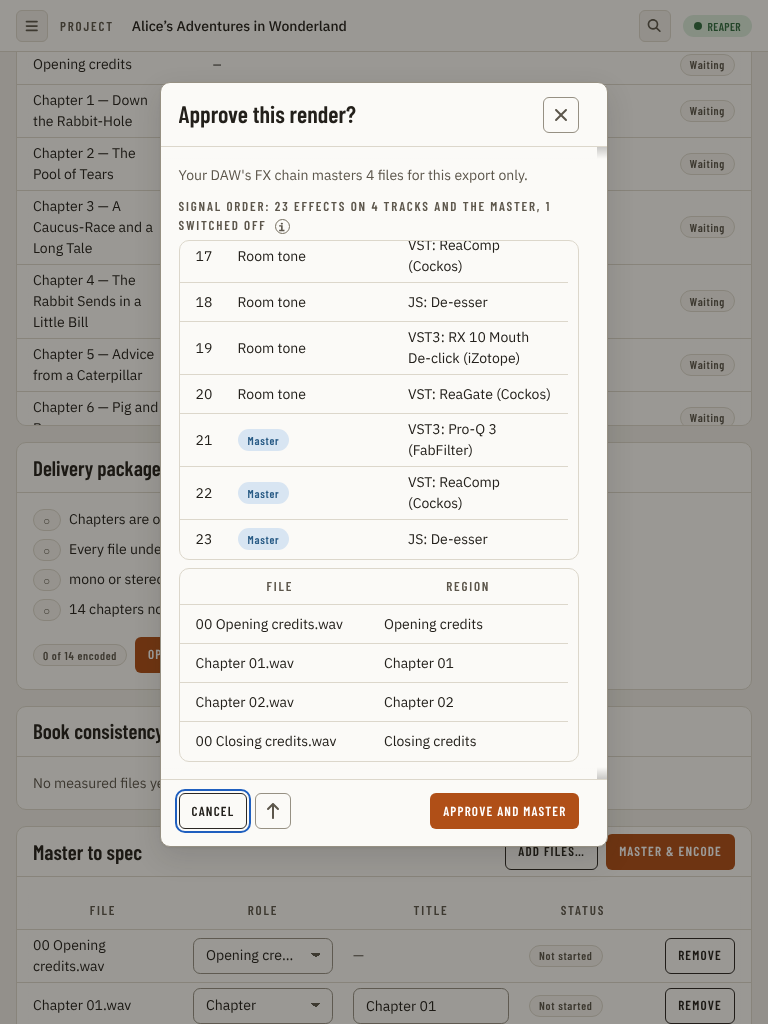 PROJECT Alice's Adventures in Wonderland REAPER
Opening credits – Waiting
Chapter 1 — Down
the Rabbit-Hole
Waiting
Chapter 2 — The
Pool of Tears
Waiting
Chapter 3 — A
Caucus-Race and a
Long Tale
Waiting
Chapter 4 — The
Rabbit Sends in a
Little Bill
Waiting
Chapter 5 — Advice
from a Caterpillar
Waiting
Chapter 6 — Pig and
Waiting
Approve this render?
Your DAW's FX chain masters 4 files for this export only.
SIGNAL ORDER: 23 EFFECTS ON 4 TRACKS AND THE MASTER, 1
SWITCHED OFF
17 Room tone VST: ReaComp
(Cockos)
18 Room tone JS: De-esser
19 Room tone VST3: RX 10 Mouth
De-click (iZotope)
20 Room tone VST: ReaGate (Cockos)
21 Master VST3: Pro-Q 3
(FabFilter)
22 Master VST: ReaComp
(Cockos)
23 Master JS: De-esser
FILE REGION
00 Opening credits.wav Opening credits
Chapter 01.wav Chapter 01
Chapter 02.wav Chapter 02
00 Closing credits.wav Closing credits
CANCEL APPROVE AND MASTER
Delivery package
Chapters are
Every file
mono or stereo
14 chapters
0 of 14 encoded
Book consistency
No measured files
Master to spec ADD FILES… MASTER & ENCODE
FILE ROLE TITLE STATUS
00 Opening
credits.wav
Opening cre… — Not started REMOVE
Chapter 01.wav Chapter Chapter 01 Not started REMOVE